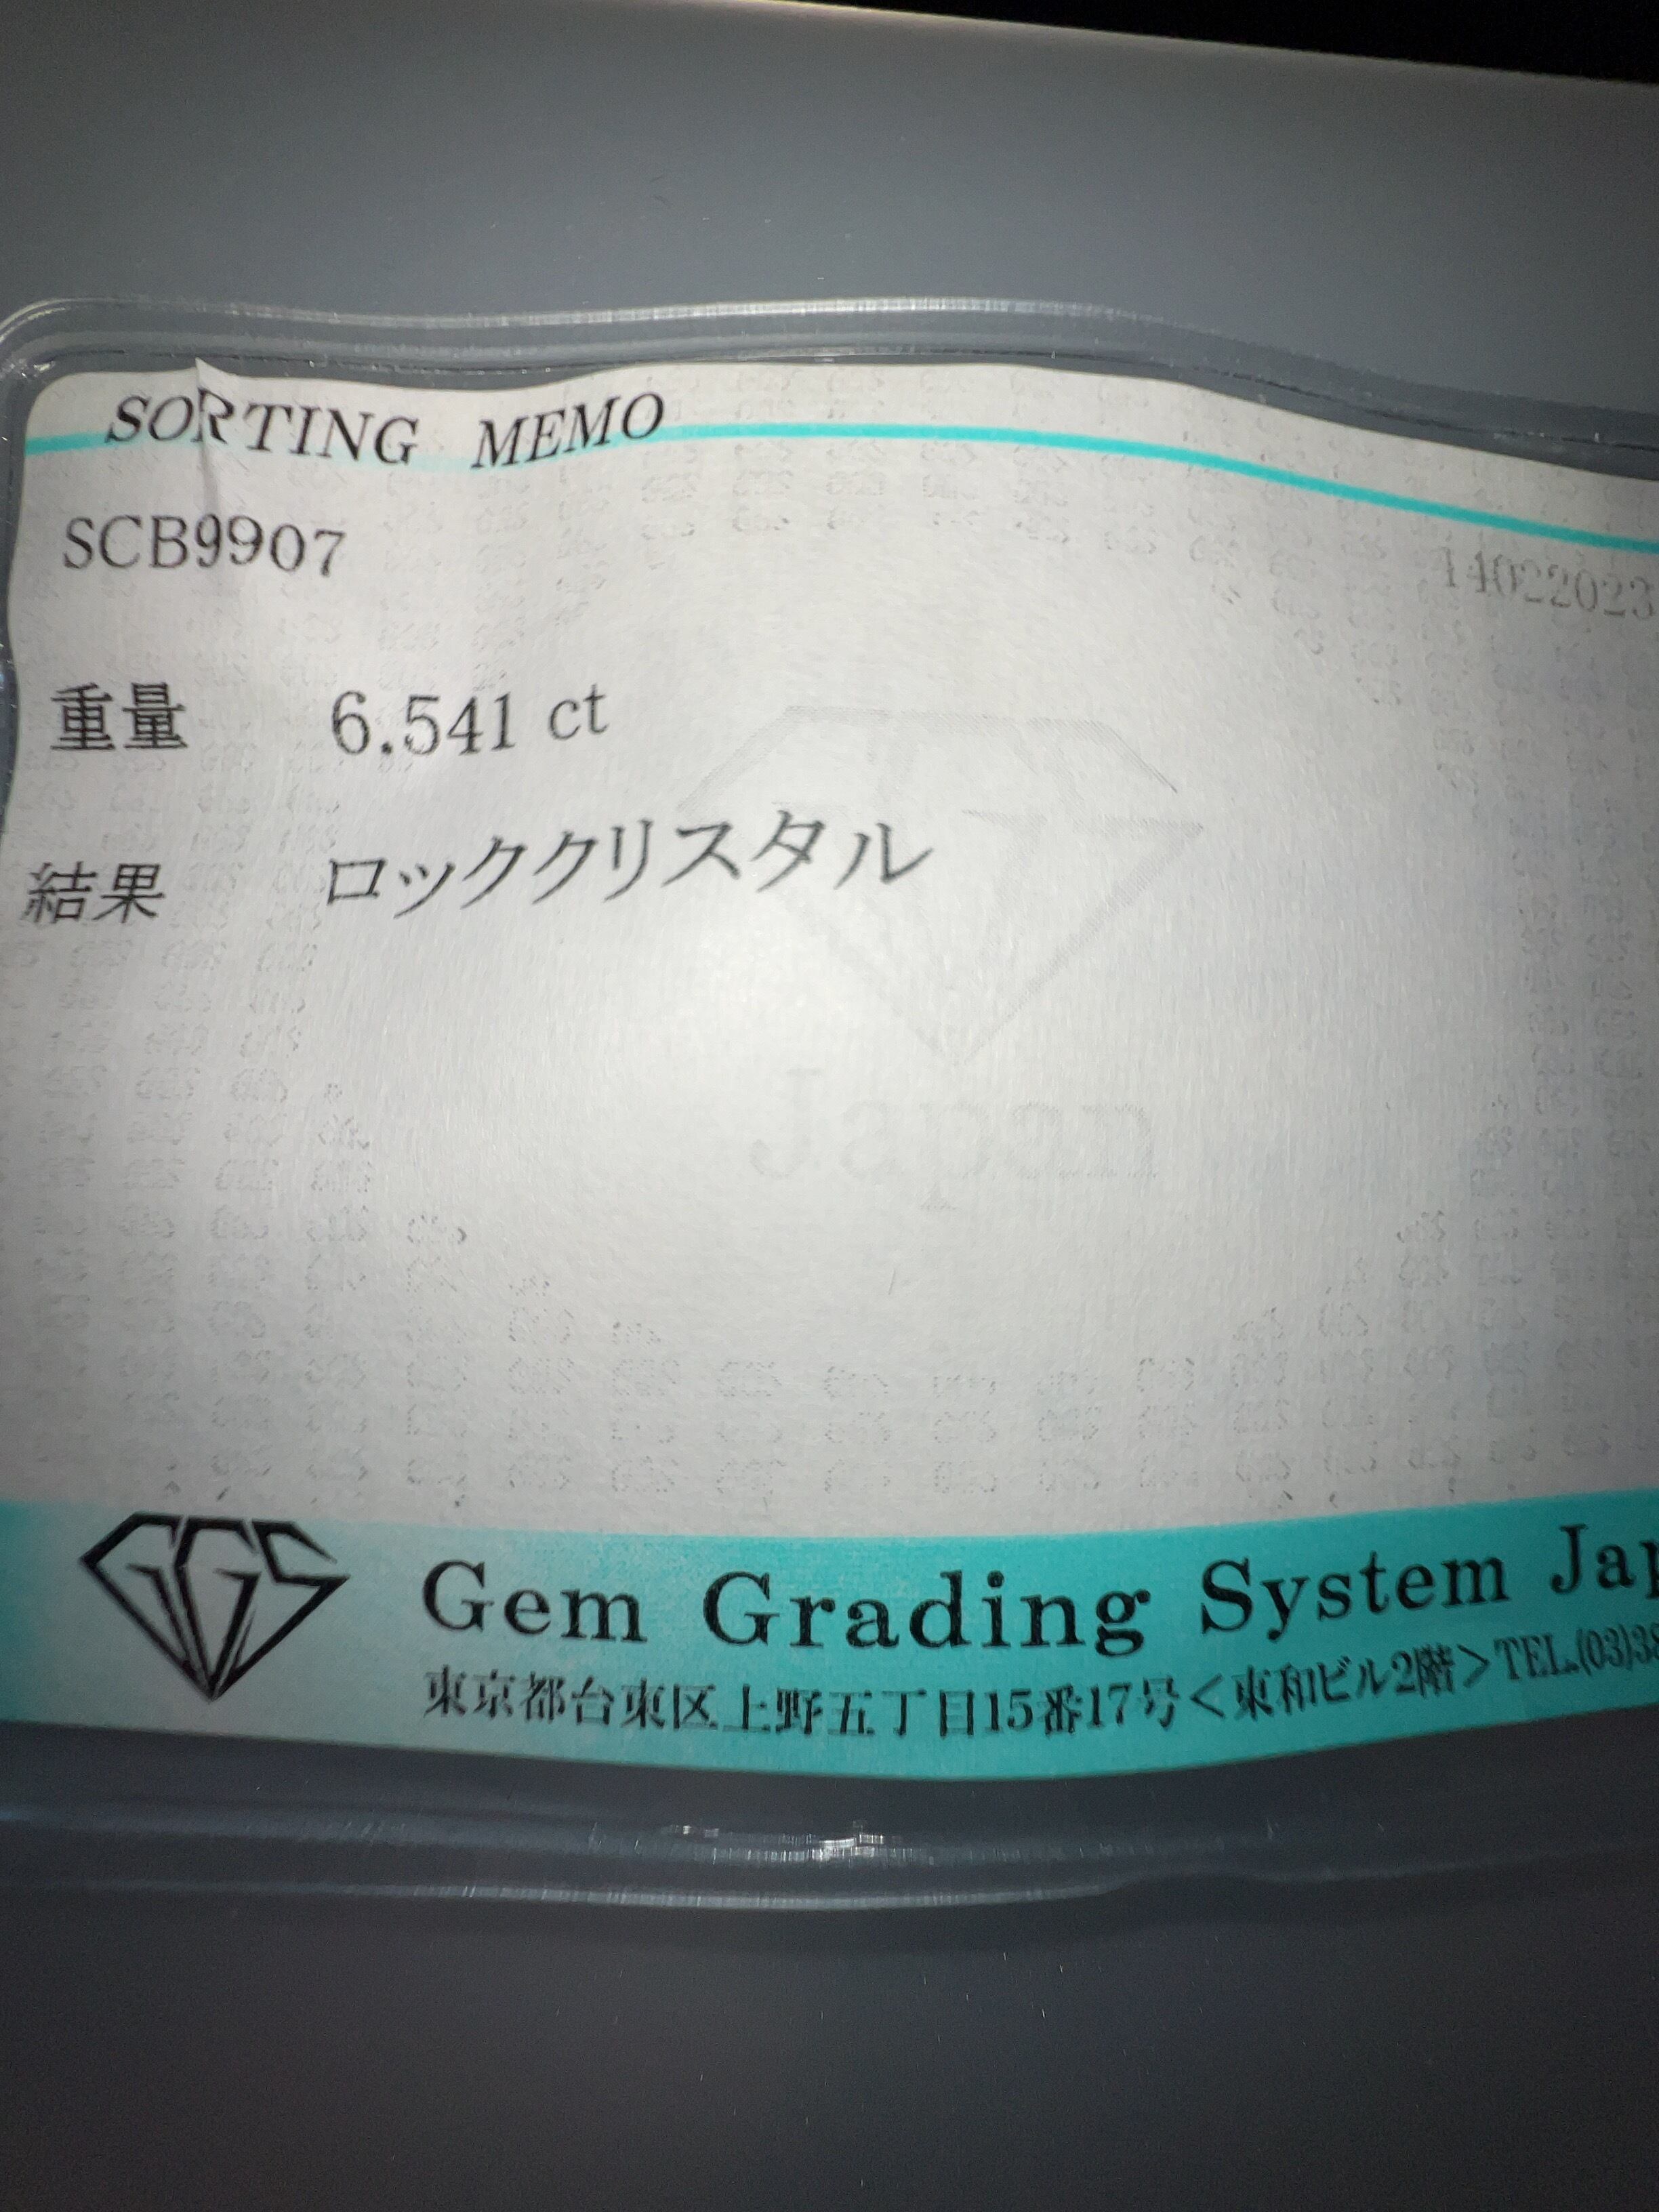 SORTING MEMO
SCB9907
14022023
重量 6.541 ct
結果 ロッククリスタル
Japan
GGS
Gem Grading System Jap
東京都台東区上野五丁目15番17号＜東和ビル2階＞TEL.(03)38